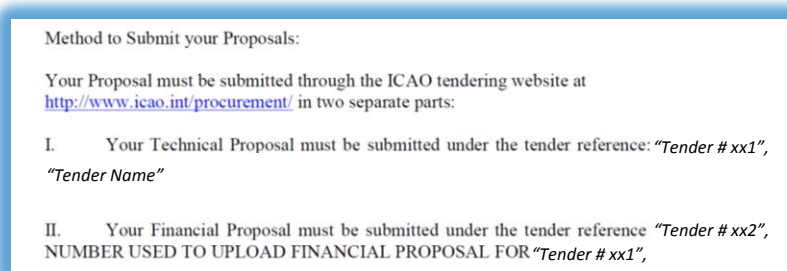 Method to Submit your Proposals:
Your Proposal must be submitted through the ICAO tendering website at
http://www.icao.int/procurement/ in two separate parts:
I. Your Technical Proposal must be submitted under the tender reference: “Tender # xx1”,
“Tender Name”
II. Your Financial Proposal must be submitted under the tender reference “Tender # xx2”,
NUMBER USED TO UPLOAD FINANCIAL PROPOSAL FOR “Tender # xx1”,